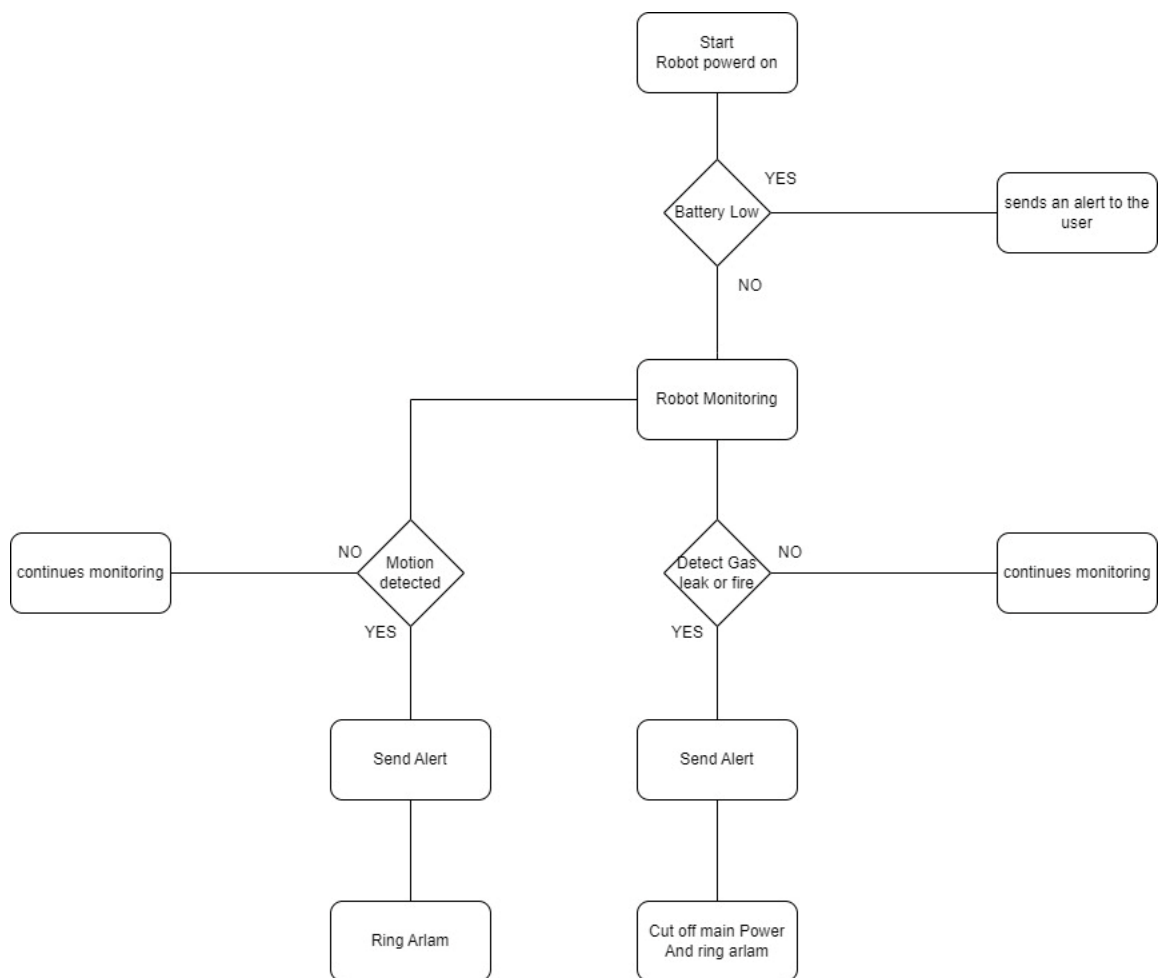 Start
Robot powerd on
YES
Battery Low
sends an alert to the
user
NO
Robot Monitoring
NO
Motion
detected
continues monitoring
YES
Detect Gas
leak or fire
NO
continues monitoring
YES
Send Alert
Send Alert
Ring Arlam
Cut off main Power
And ring arlam